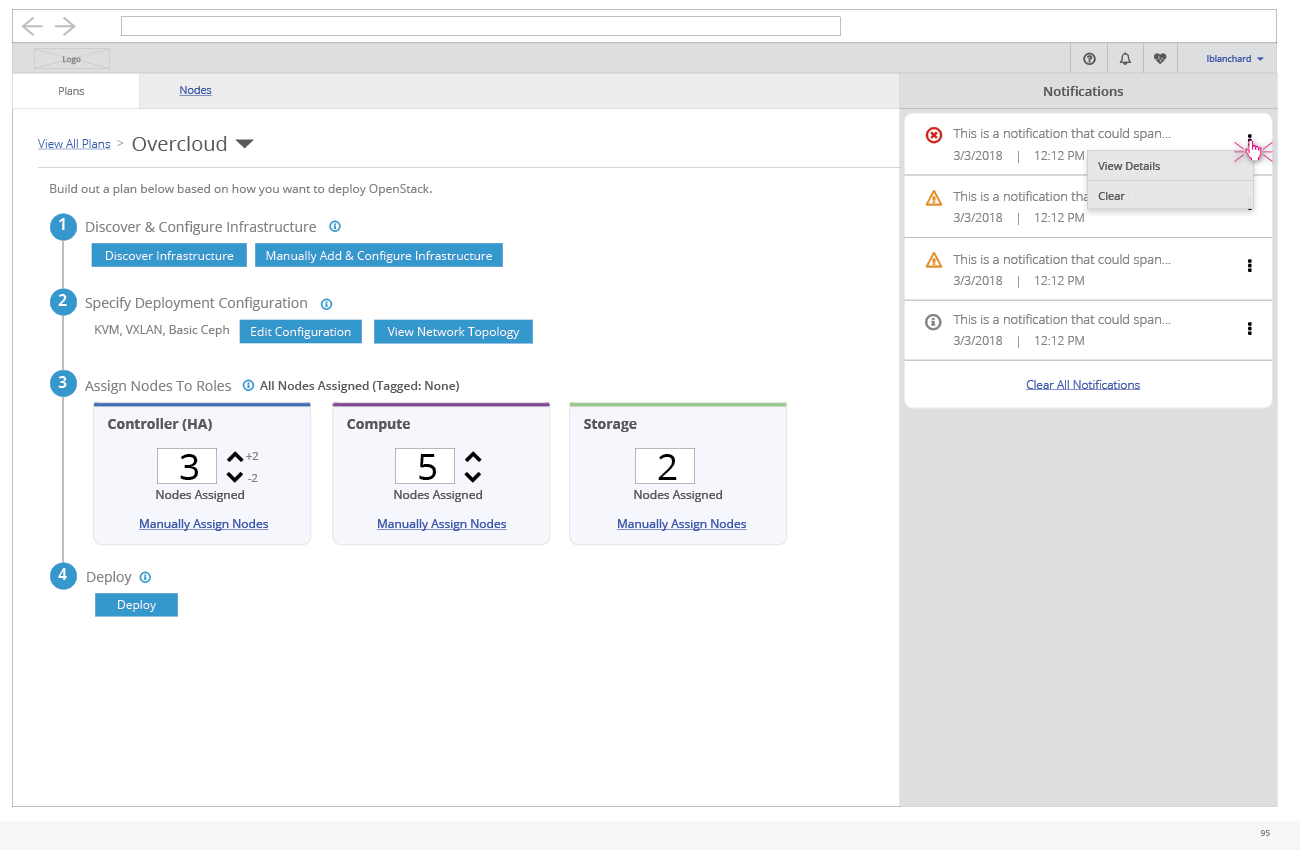 Logo
lblanchard
Plans
Nodes
Notifications
View All Plans > Overcloud
Build out a plan below based on how you want to deploy OpenStack.
1 Discover & Configure Infrastructure
Discover Infrastructure
Manually Add & Configure Infrastructure
2 Specify Deployment Configuration
KVM, VXLAN, Basic Ceph
Edit Configuration
View Network Topology
3 Assign Nodes To Roles
All Nodes Assigned (Tagged: None)
Controller (HA)
3
+2
-2
Nodes Assigned
Manually Assign Nodes
Compute
5
Nodes Assigned
Manually Assign Nodes
Storage
2
Nodes Assigned
Manually Assign Nodes
4 Deploy
Deploy
This is a notification that could span...
3/3/2018 | 12:12 PM
View Details
Clear
This is a notification that cou
3/3/2018 | 12:12 PM
This is a notification that could span...
3/3/2018 | 12:12 PM
This is a notification that could span...
3/3/2018 | 12:12 PM
Clear All Notifications
95